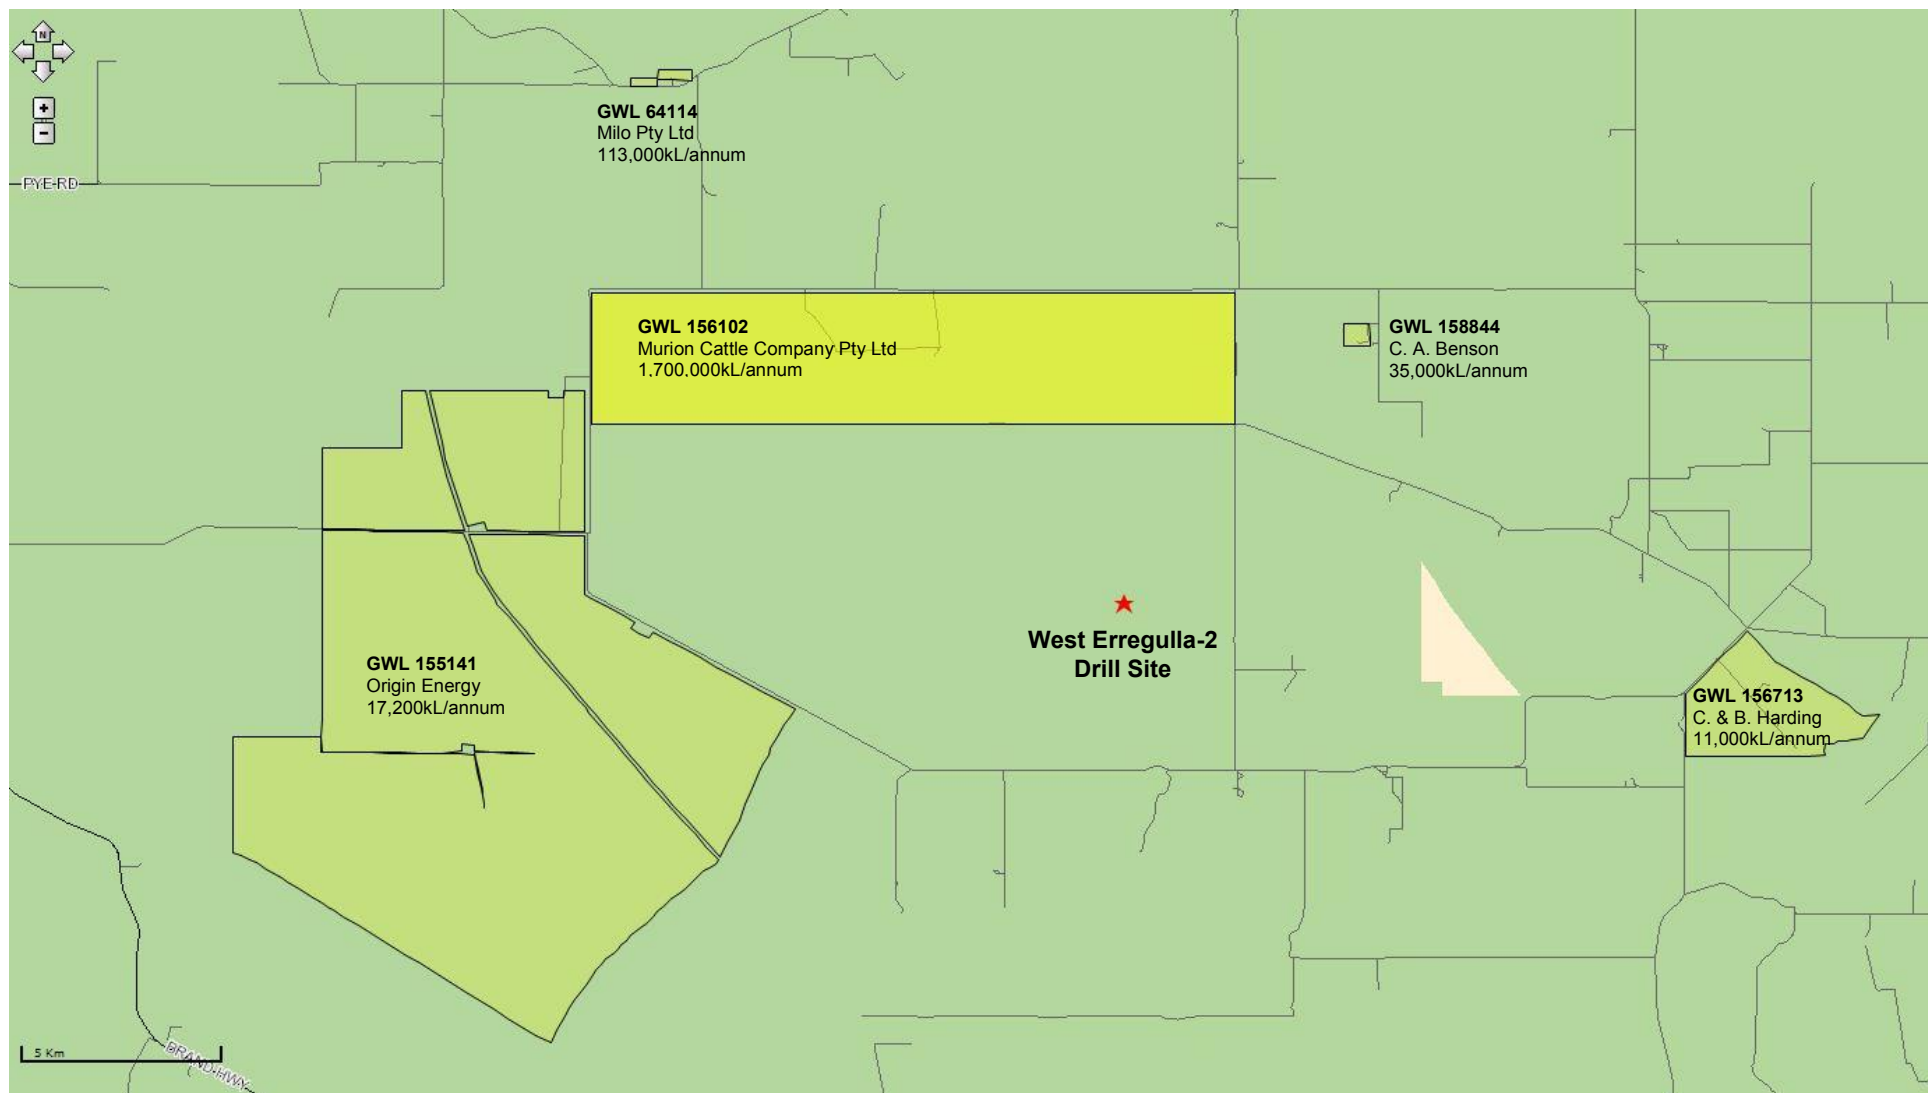 N
+
-
GWL 64114
Milo Pty Ltd
113,000kL/annum
PYE RD
GWL 156102
Murion Cattle Company Pty Ltd
1,700,000kL/annum
GWL 158844
C. A. Benson
35,000kL/annum
West Erregulla-2
Drill Site
GWL 155141
Origin Energy
17,200kL/annum
GWL 156713
C. & B. Harding
11,000kL/annum
5 Km
BRAND HWY